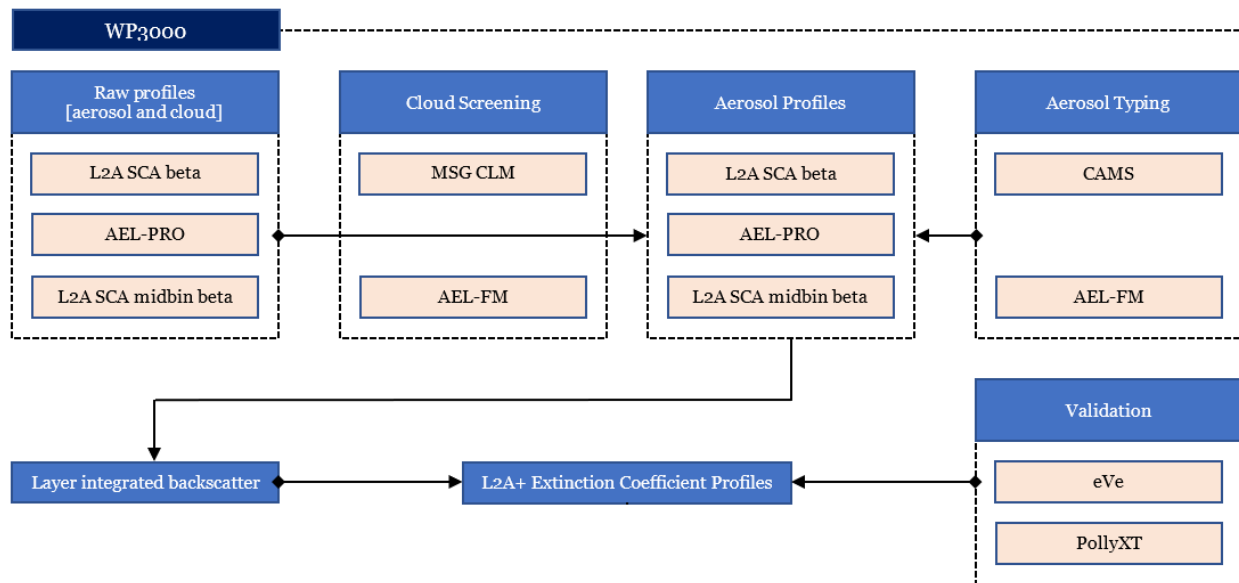 WP3000
Raw profiles
[aerosol and cloud]
L2A SCA beta
AEL-PRO
L2A SCA midbin beta
Cloud Screening
MSG CLM
AEL-FM
Aerosol Profiles
L2A SCA beta
AEL-PRO
L2A SCA midbin beta
Aerosol Typing
CAMS
AEL-FM
Layer integrated backscatter
L2A+ Extinction Coefficient Profiles
Validation
eVe
PollyXT